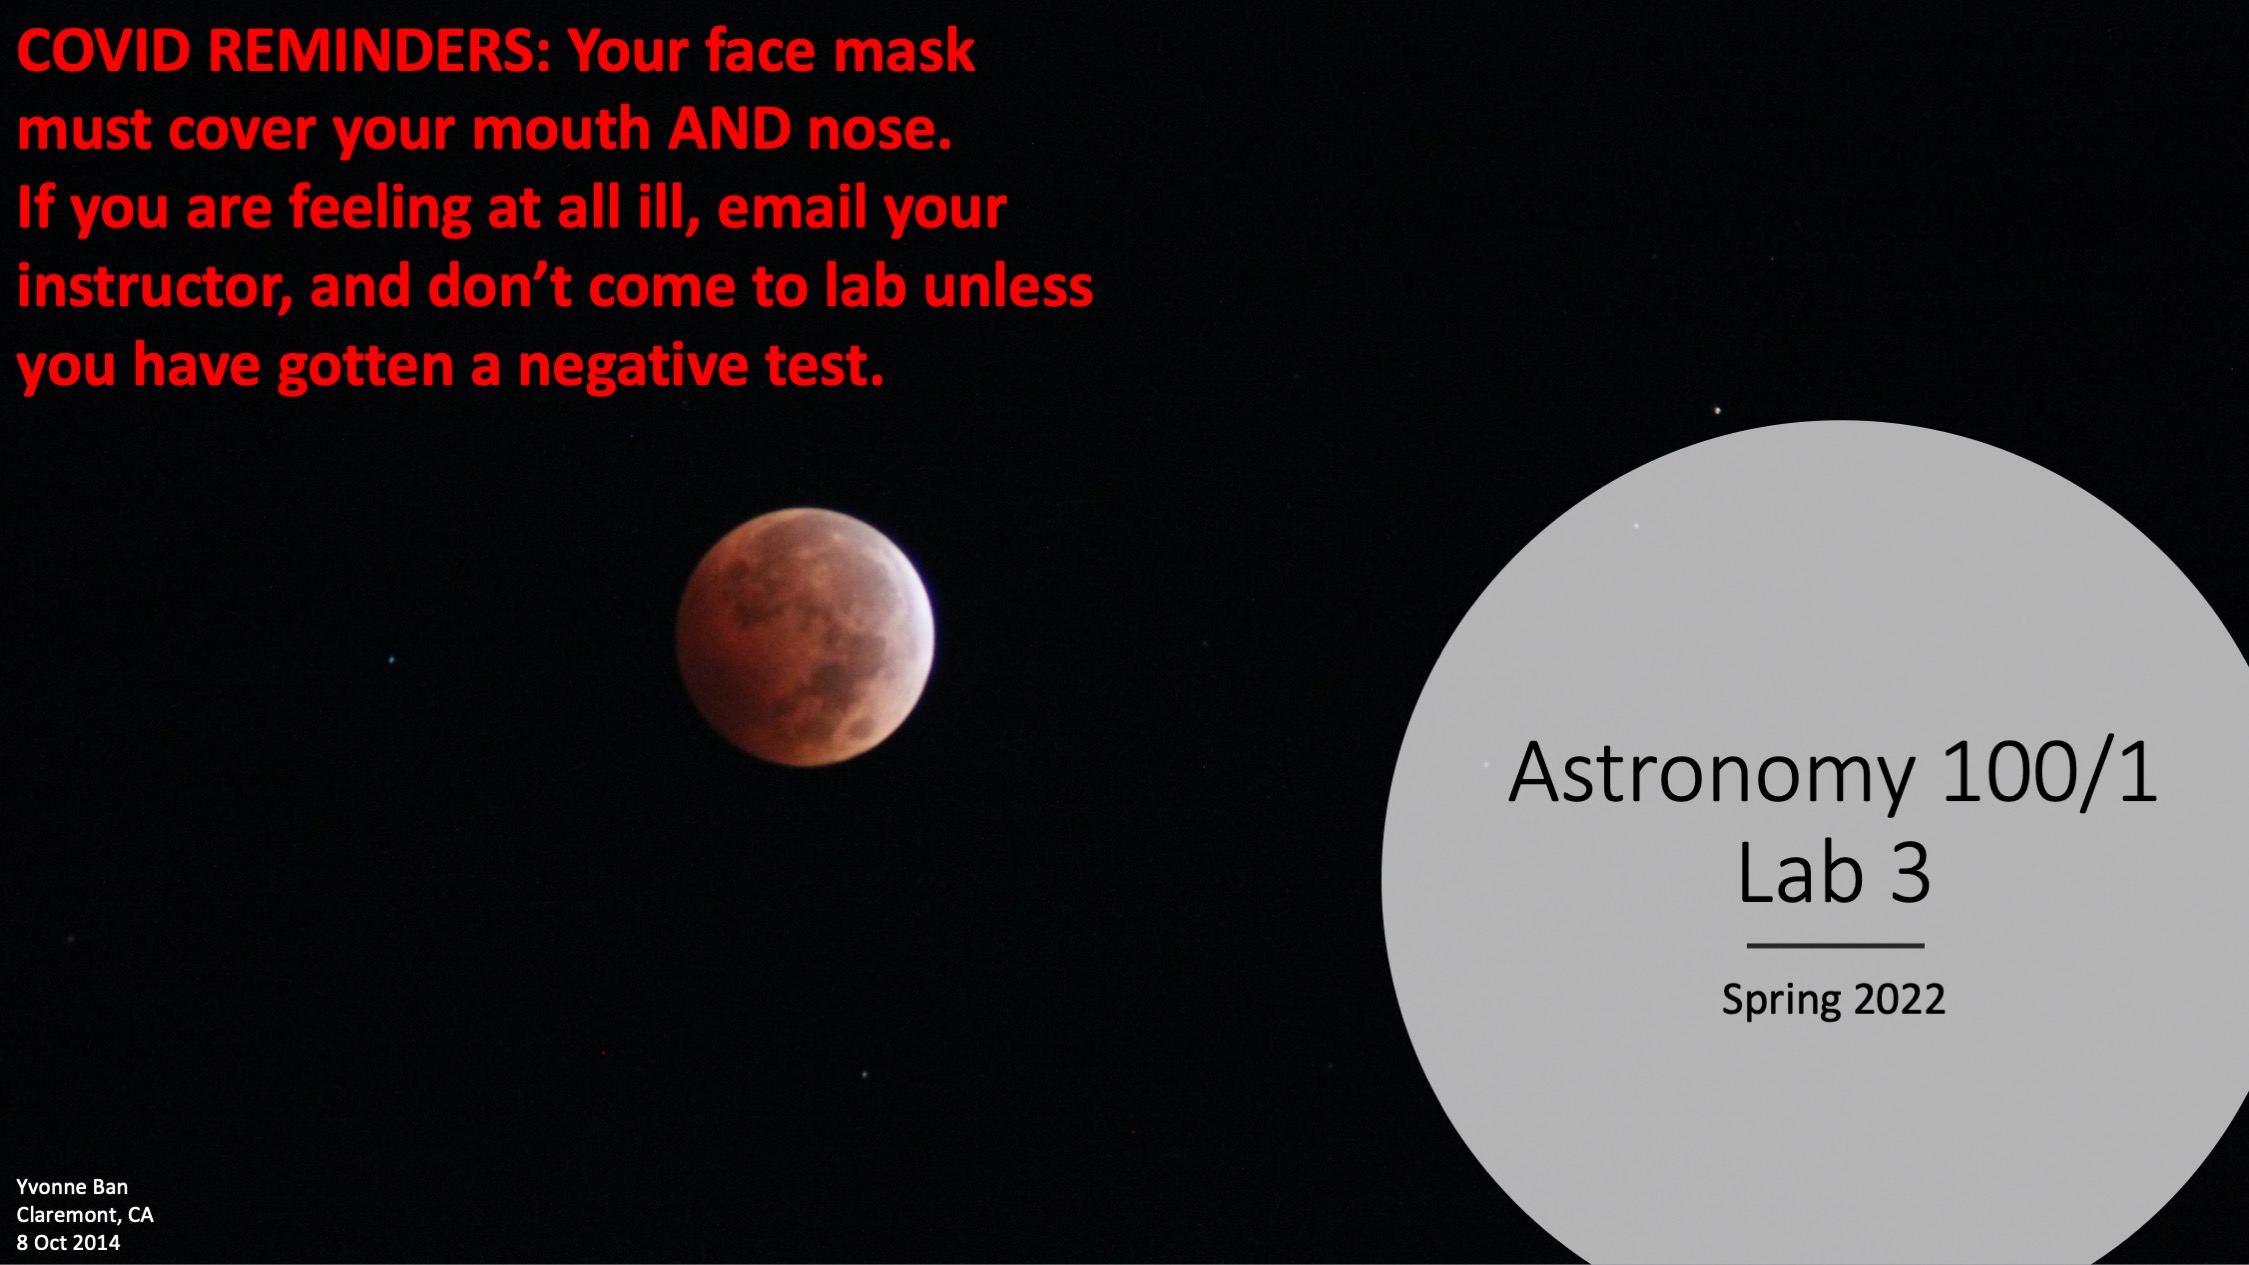 COVID REMINDERS: Your face mask
must cover your mouth AND nose.
If you are feeling at all ill, email your
instructor, and don’t come to lab unless
you have gotten a negative test.
Astronomy 100/1
Lab 3
Spring 2022
Yvonne Ban
Claremont, CA
8 Oct 2014